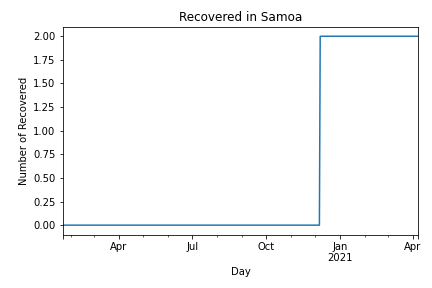 Recovered in Samoa
Number of Recovered
2.00
1.75
1.50
1.25
1.00
0.75
0.50
0.25
0.00
Apr Jul Oct Jan Apr
2021
Day